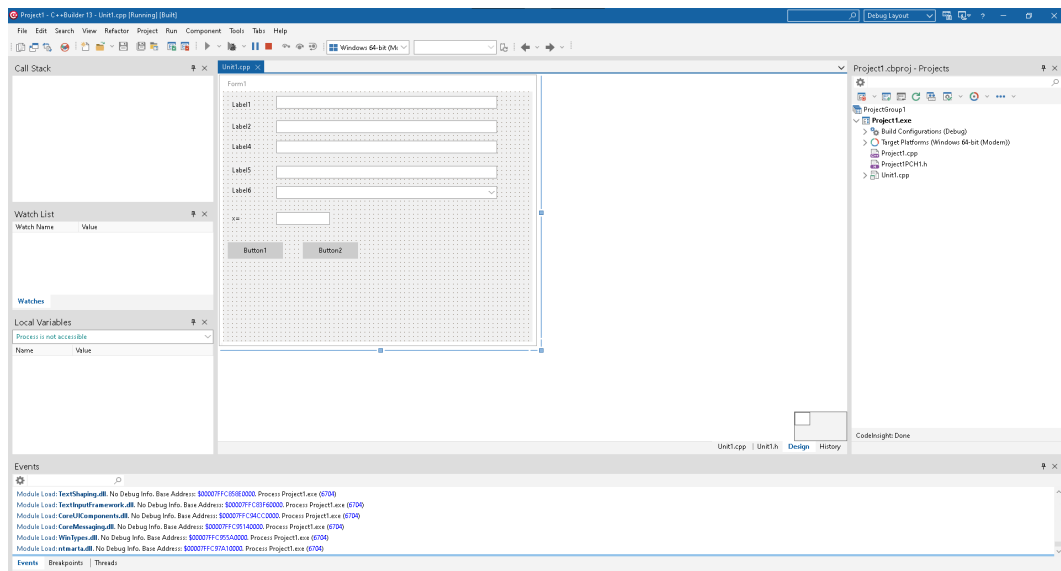 Project1 - C++Builder 13 - Unit1.cpp [Running] [Built]
Debug Layout
File Edit Search View Refactor Project Run Component Tools Tabs Help
Windows 64-bit (Mi
Call Stack
Unit1.cpp
Project1.cbproj - Projects
Form1
Label1
Label2
Label4
Label5
Label6
x=
Button1 Button2
ProjectGroup1
Project1.exe
Build Configurations (Debug)
Target Platforms (Windows 64-bit (Modern))
Project1.cpp
Project1PCH1.h
Unit1.cpp
Watch List
Watch Name Value
Watches
Local Variables
Process is not accessible
Name Value
Unit1.cpp Unit1.h Design History
CodeInsight: Done
Events
Module Load: TextShaping.dll. No Debug Info. Base Address: $00007FFC858E0000. Process Project1.exe (6704)
Module Load: TextInputFramework.dll. No Debug Info. Base Address: $00007FFC83F60000. Process Project1.exe (6704)
Module Load: CoreUIComponents.dll. No Debug Info. Base Address: $00007FFC94CC0000. Process Project1.exe (6704)
Module Load: CoreMessaging.dll. No Debug Info. Base Address: $00007FFC95140000. Process Project1.exe (6704)
Module Load: WinTypes.dll. No Debug Info. Base Address: $00007FFC955A0000. Process Project1.exe (6704)
Module Load: ntmarta.dll. No Debug Info. Base Address: $00007FFC97A10000. Process Project1.exe (6704)
Events Breakpoints Threads